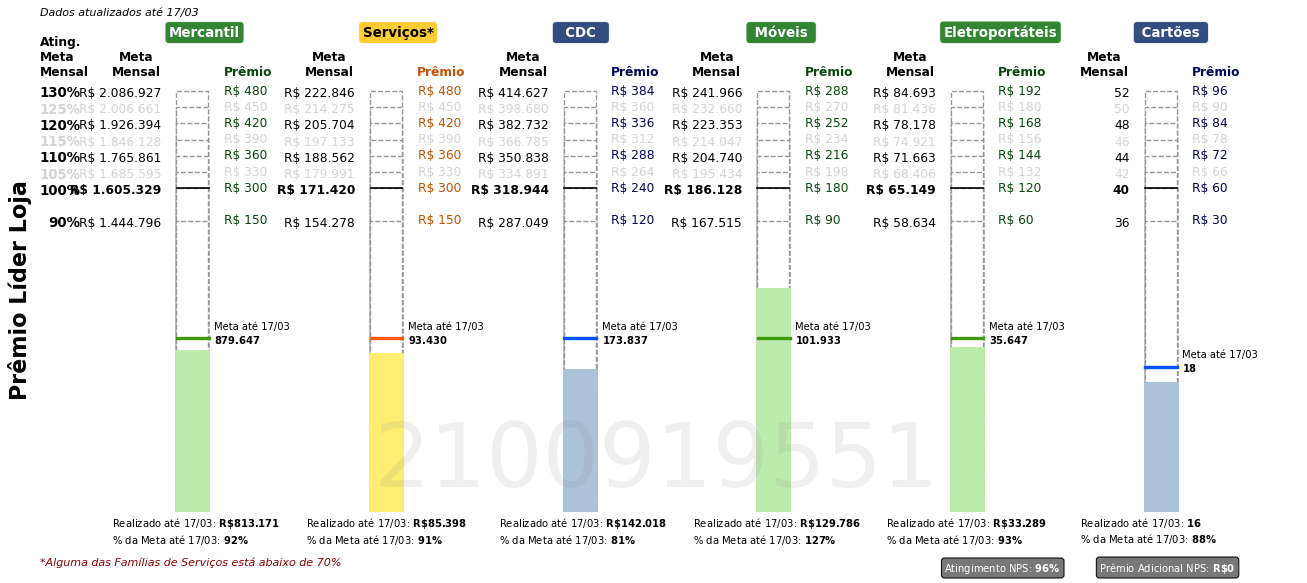 Dados atualizados até 17/03
Mercantil Serviços* CDC Móveis Eletroportáteis Cartões
Ating.
Meta Meta Meta Meta Meta Meta Meta
Mensal Mensal Prêmio Mensal Prêmio Mensal Prêmio Mensal Prêmio Mensal Prêmio Mensal Prêmio
130% R$ 2.086.927 R$ 480 R$ 222.846 R$ 480 R$ 414.627 R$ 384 R$ 241.966 R$ 288 R$ 84.693 R$ 192 52 R$ 96
125% R$ 2.006.661 R$ 450 R$ 214.275 R$ 450 R$ 398.680 R$ 360 R$ 232.660 R$ 270 R$ 81.436 R$ 180 50 R$ 90
120% R$ 1.926.394 R$ 420 R$ 205.704 R$ 420 R$ 382.732 R$ 336 R$ 223.353 R$ 252 R$ 78.178 R$ 168 48 R$ 84
115% R$ 1.846.128 R$ 390 R$ 197.133 R$ 390 R$ 366.785 R$ 312 R$ 214.047 R$ 234 R$ 74.921 R$ 156 46 R$ 78
110% R$ 1.765.861 R$ 360 R$ 188.562 R$ 360 R$ 350.838 R$ 288 R$ 204.740 R$ 216 R$ 71.663 R$ 144 44 R$ 72
105% R$ 1.685.595 R$ 330 R$ 179.991 R$ 330 R$ 334.891 R$ 264 R$ 195.434 R$ 198 R$ 68.406 R$ 132 42 R$ 66
100% R$ 1.605.329 R$ 300 R$ 171.420 R$ 300 R$ 318.944 R$ 240 R$ 186.128 R$ 180 R$ 65.149 R$ 120 40 R$ 60
90% R$ 1.444.796 R$ 150 R$ 154.278 R$ 150 R$ 287.049 R$ 120 R$ 167.515 R$ 90 R$ 58.634 R$ 60 36 R$ 30
Prêmio Líder Loja
Meta até 17/03 Meta até 17/03 Meta até 17/03 Meta até 17/03 Meta até 17/03
879.647 93.430 173.837 101.933 35.647
Meta até 17/03
18
2100919551
Realizado até 17/03: R$813.171 Realizado até 17/03: R$85.398 Realizado até 17/03: R$142.018 Realizado até 17/03: R$129.786 Realizado até 17/03: R$33.289 Realizado até 17/03: 16
% da Meta até 17/03: 92% % da Meta até 17/03: 91% % da Meta até 17/03: 81% % da Meta até 17/03: 127% % da Meta até 17/03: 93% % da Meta até 17/03: 88%
*Alguma das Famílias de Serviços está abaixo de 70%
Atingimento NPS: 96% Prêmio Adicional NPS: R$0